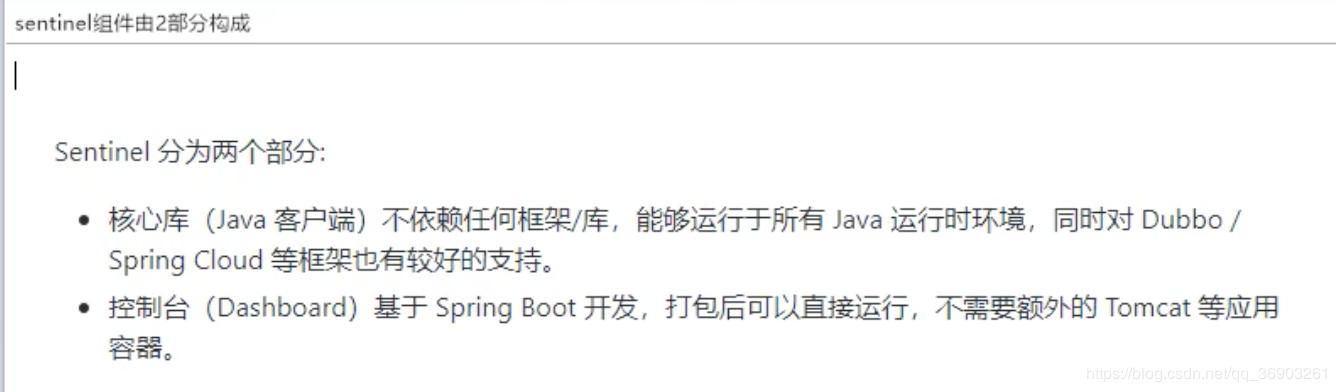 sentinel组件由2部分构成
Sentinel 分为两个部分:
核心库（Java 客户端）不依赖任何框架/库，能够运行于所有 Java 运行时环境，同时对 Dubbo /
Spring Cloud 等框架也有较好的支持。
控制台（Dashboard）基于 Spring Boot 开发，打包后可以直接运行，不需要额外的 Tomcat 等应用
容器。
https://blog.csdn.net/qq_36903261